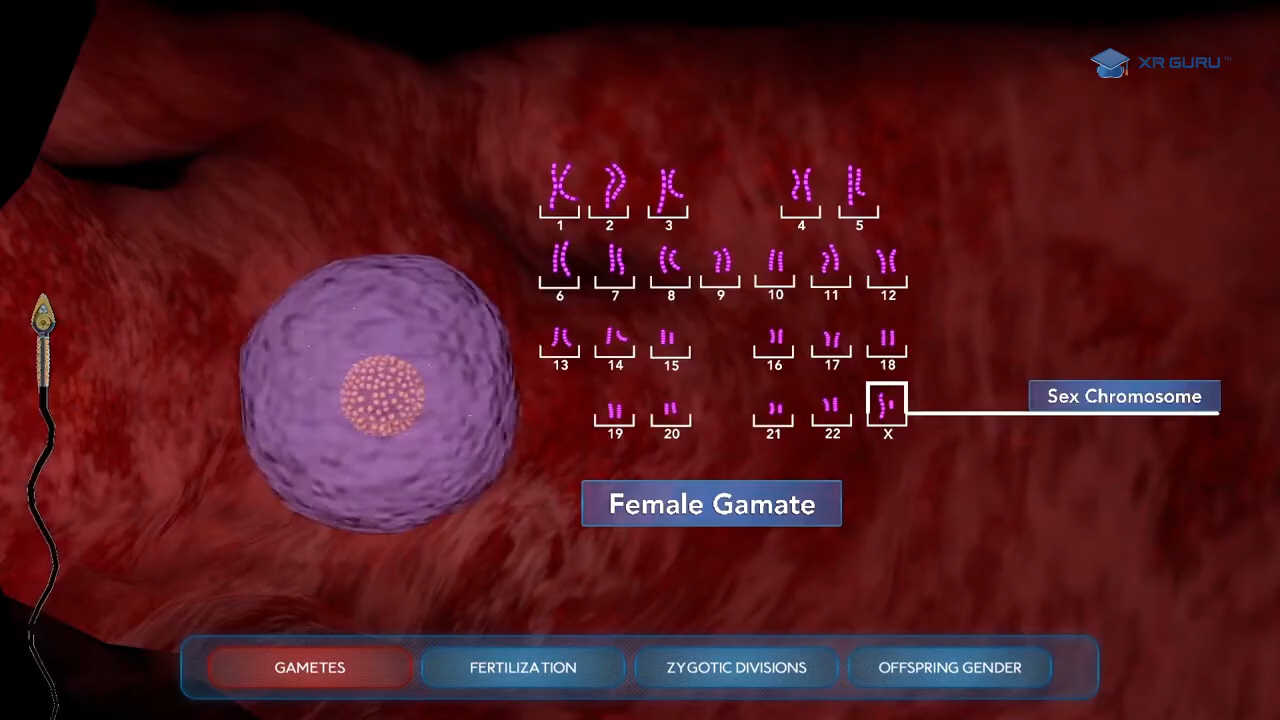 XR GURU™
1 2 3 4 5
6 7 8 9 10 11 12
13 14 15 16 17 18
Sex Chromosome
19 20 21 22 X
Female Gamate
GAMETES FERTILIZATION ZYGOTIC DIVISIONS OFFSPRING GENDER